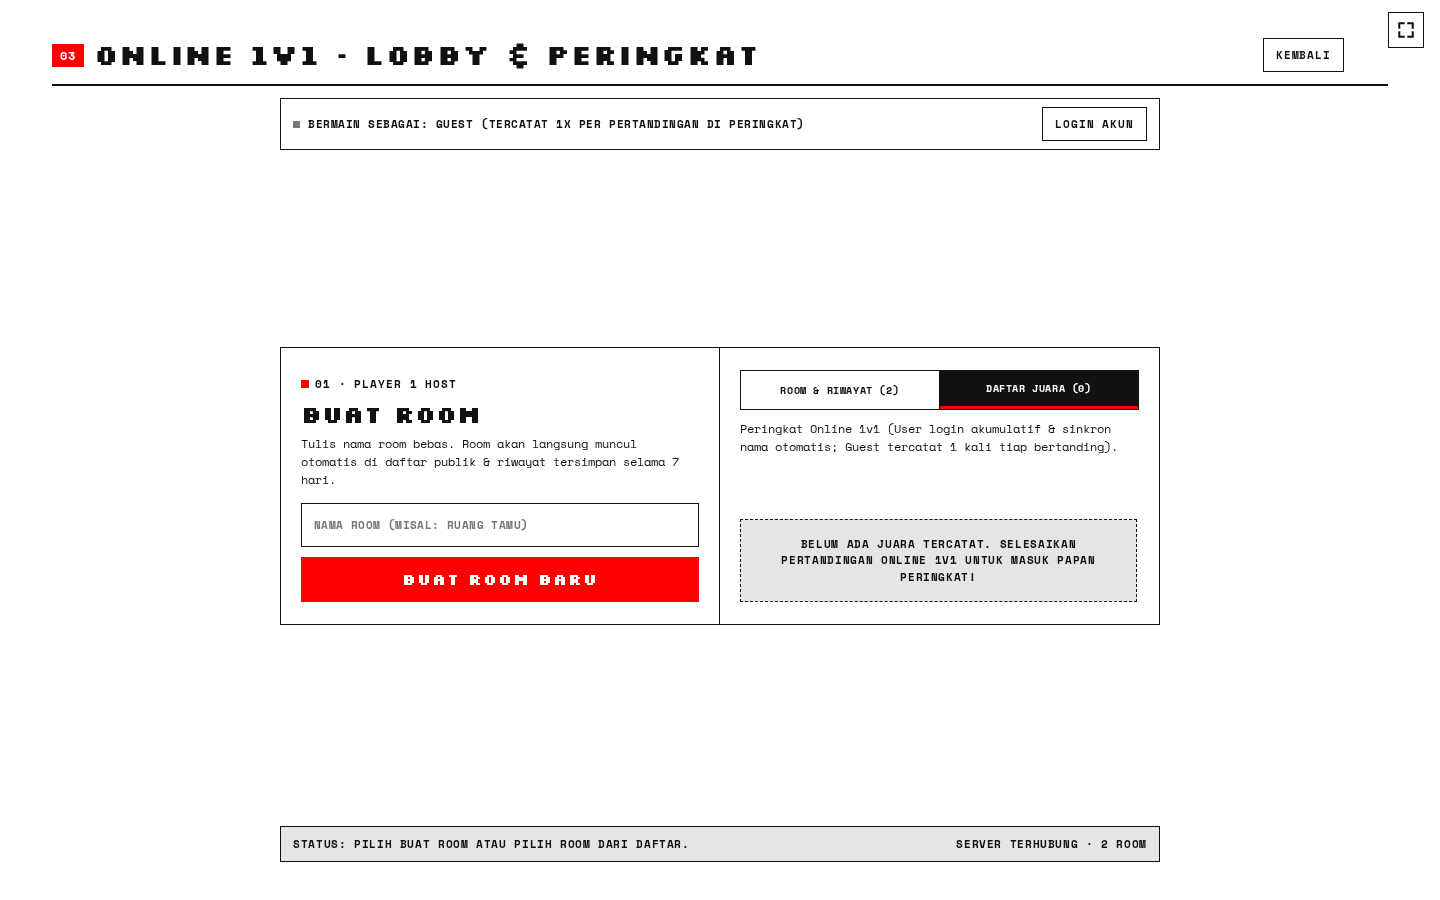 03 ONLINE 1V1 - LOBBY & PERINGKAT
KEMBALI
BERMAIN SEBAGAI: GUEST (TERCATAT 1X PER PERTANDINGAN DI PERINGKAT)
LOGIN AKUN
01 · PLAYER 1 HOST
BUAT ROOM
Tulis nama room bebas. Room akan langsung muncul
otomatis di daftar publik & riwayat tersimpan selama 7
hari.
NAMA ROOM (MISAL: RUANG TAMU)
BUAT ROOM BARU
ROOM & RIWAYAT (2)
DAFTAR JUARA (0)
Peringkat Online 1v1 (User login akumulatif & sinkron
nama otomatis; Guest tercatat 1 kali tiap bertanding).
BELUM ADA JUARA TERCATAT. SELESAIKAN
PERTANDINGAN ONLINE 1V1 UNTUK MASUK PAPAN
PERINGKAT!
STATUS: PILIH BUAT ROOM ATAU PILIH ROOM DARI DAFTAR.
SERVER TERHUBUNG · 2 ROOM